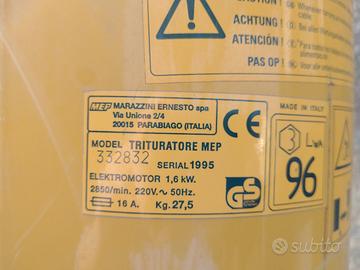 Whenever
cable
ACHTUNG !
ATENCIÓN !
PAS OP !
MEP MARAZZINI ERNESTO spa
Via Unione 2/4
20015 PARABIAGO (ITALIA)
CE
MODEL TRITURATORE MEP
332832 SERIAL 1995
ELEKTROMOTOR 1,6 kW.
2850/min. 220V. ~ 50Hz.
16 A. Kg. 27,5
GS
MADE IN ITALY
LWA
96
subito